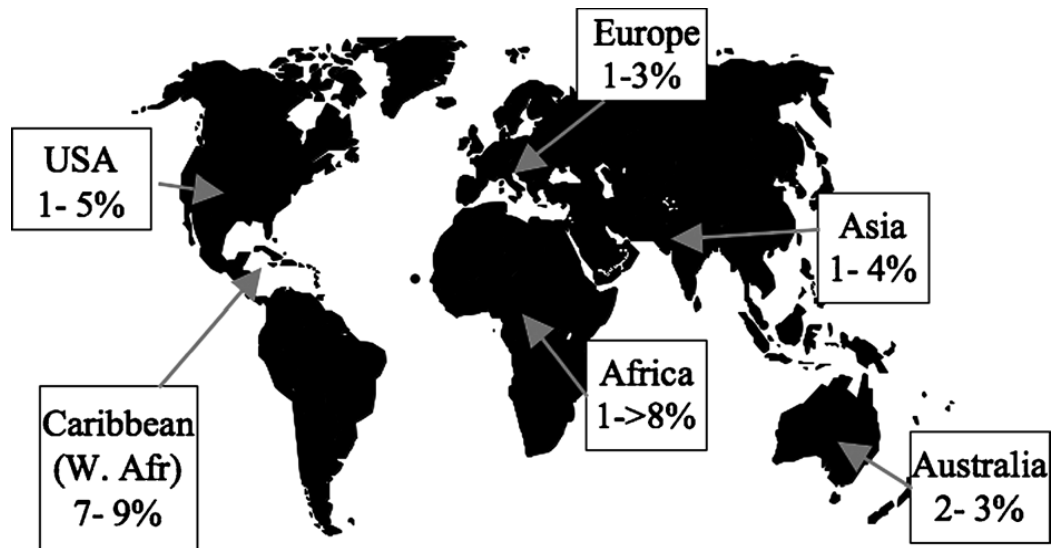 Europe
1-3%
USA
1- 5%
Asia
1- 4%
Africa
1->8%
Caribbean
(W. Afr)
7- 9%
Australia
2- 3%